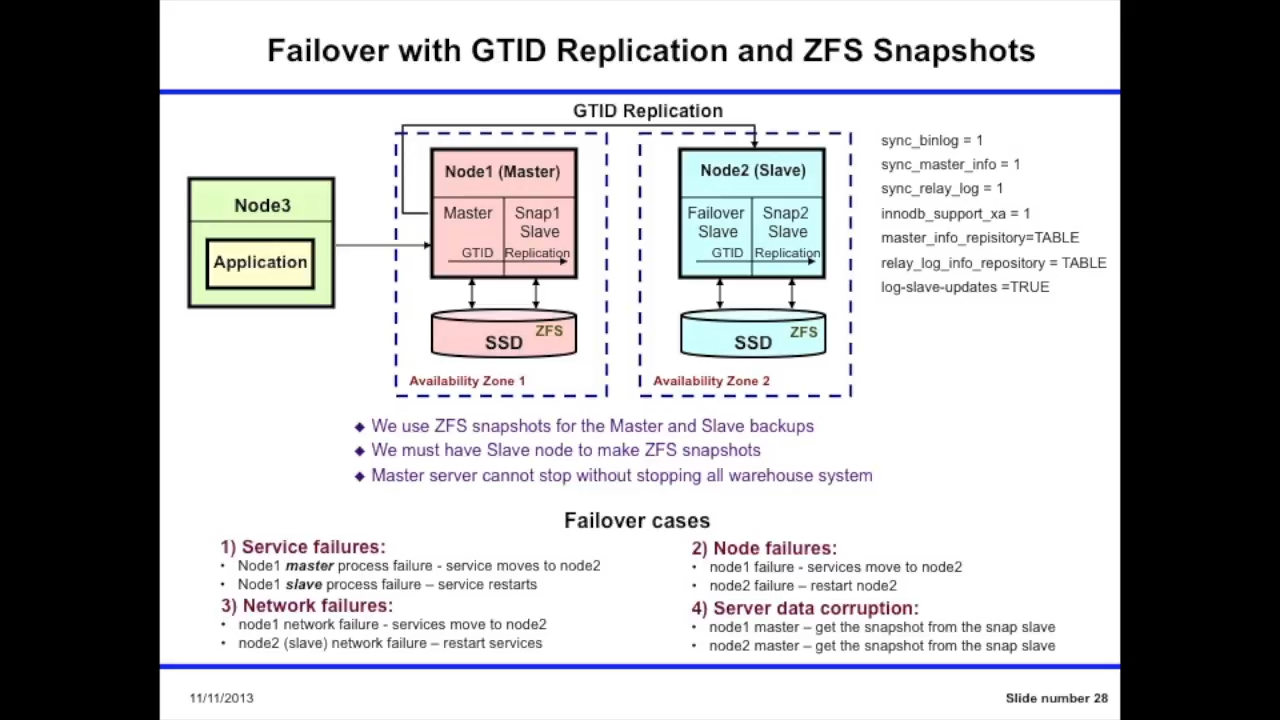 Failover with GTID Replication and ZFS Snapshots
GTID Replication
Node3
Application
Node1 (Master)
Master
Snap1
Slave
GTID
Replication
SSD
ZFS
Availability Zone 1
Node2 (Slave)
Failover
Slave
Snap2
Slave
GTID
Replication
SSD
ZFS
Availability Zone 2
sync_binlog = 1
sync_master_info = 1
sync_relay_log = 1
innodb_support_xa = 1
master_info_repisitory=TABLE
relay_log_info_repository = TABLE
log-slave-updates =TRUE
◆ We use ZFS snapshots for the Master and Slave backups
◆ We must have Slave node to make ZFS snapshots
◆ Master server cannot stop without stopping all warehouse system
Failover cases
1) Service failures:
• Node1 master process failure - service moves to node2
• Node1 slave process failure – service restarts
3) Network failures:
• node1 network failure - services move to node2
• node2 (slave) network failure – restart services
2) Node failures:
• node1 failure - services move to node2
• node2 failure – restart node2
4) Server data corruption:
• node1 master – get the snapshot from the snap slave
• node2 master – get the snapshot from the snap slave
11/11/2013
Slide number 28